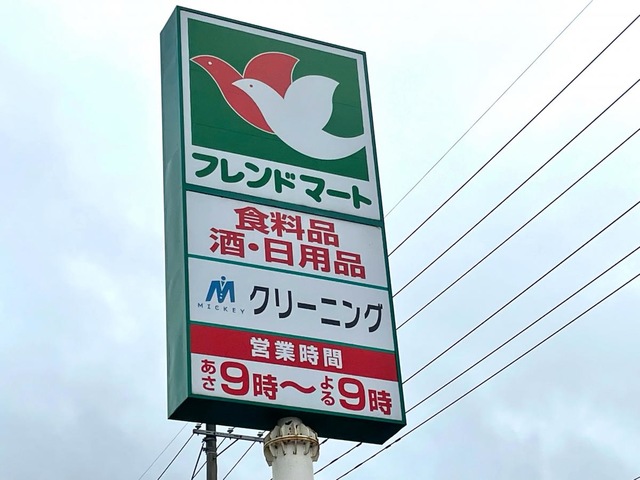 フレンドマート
食料品
酒・日用品
MICKEY クリーニング
営業時間
あさ9時～よる9時